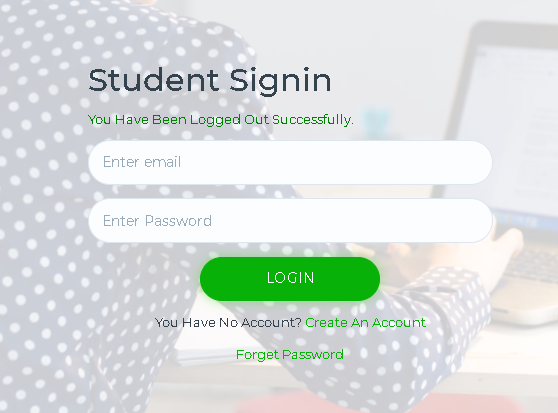 Student Signin
You Have Been Logged Out Successfully.
Enter email
Enter Password
LOGIN
You Have No Account? Create An Account
Forget Password